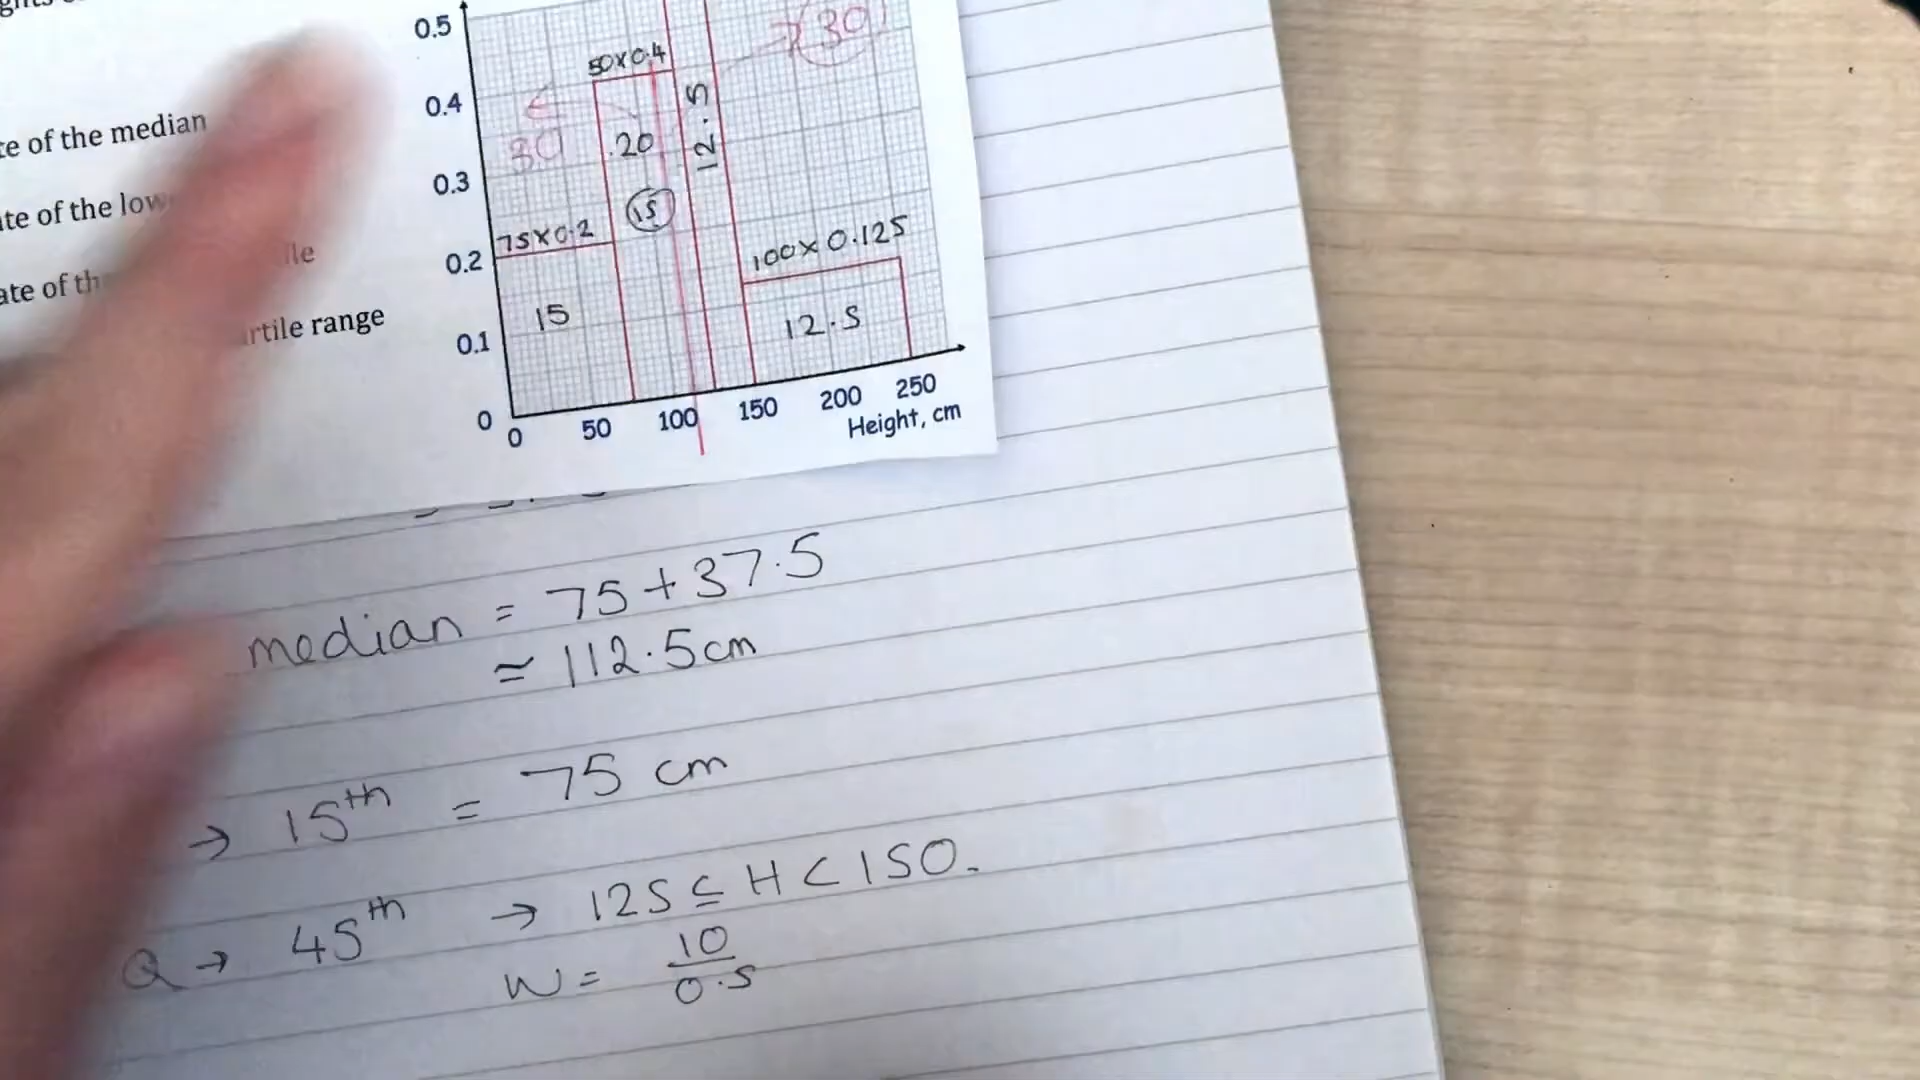 0.5
50×0.4
30
0.4
te of the median
30
20
12.5
0.3
ate of the low
15
75×0.2
0.2
ile
100×0.125
ate of th
15
12.5
rtile range
0.1
0
0 50 100 150 200 250
Height, cm
median = 75+37.5
≃ 112.5cm
→ 15th = 75 cm
Q → 45th → 125 ≤ H < 150.
W = 10
0.5